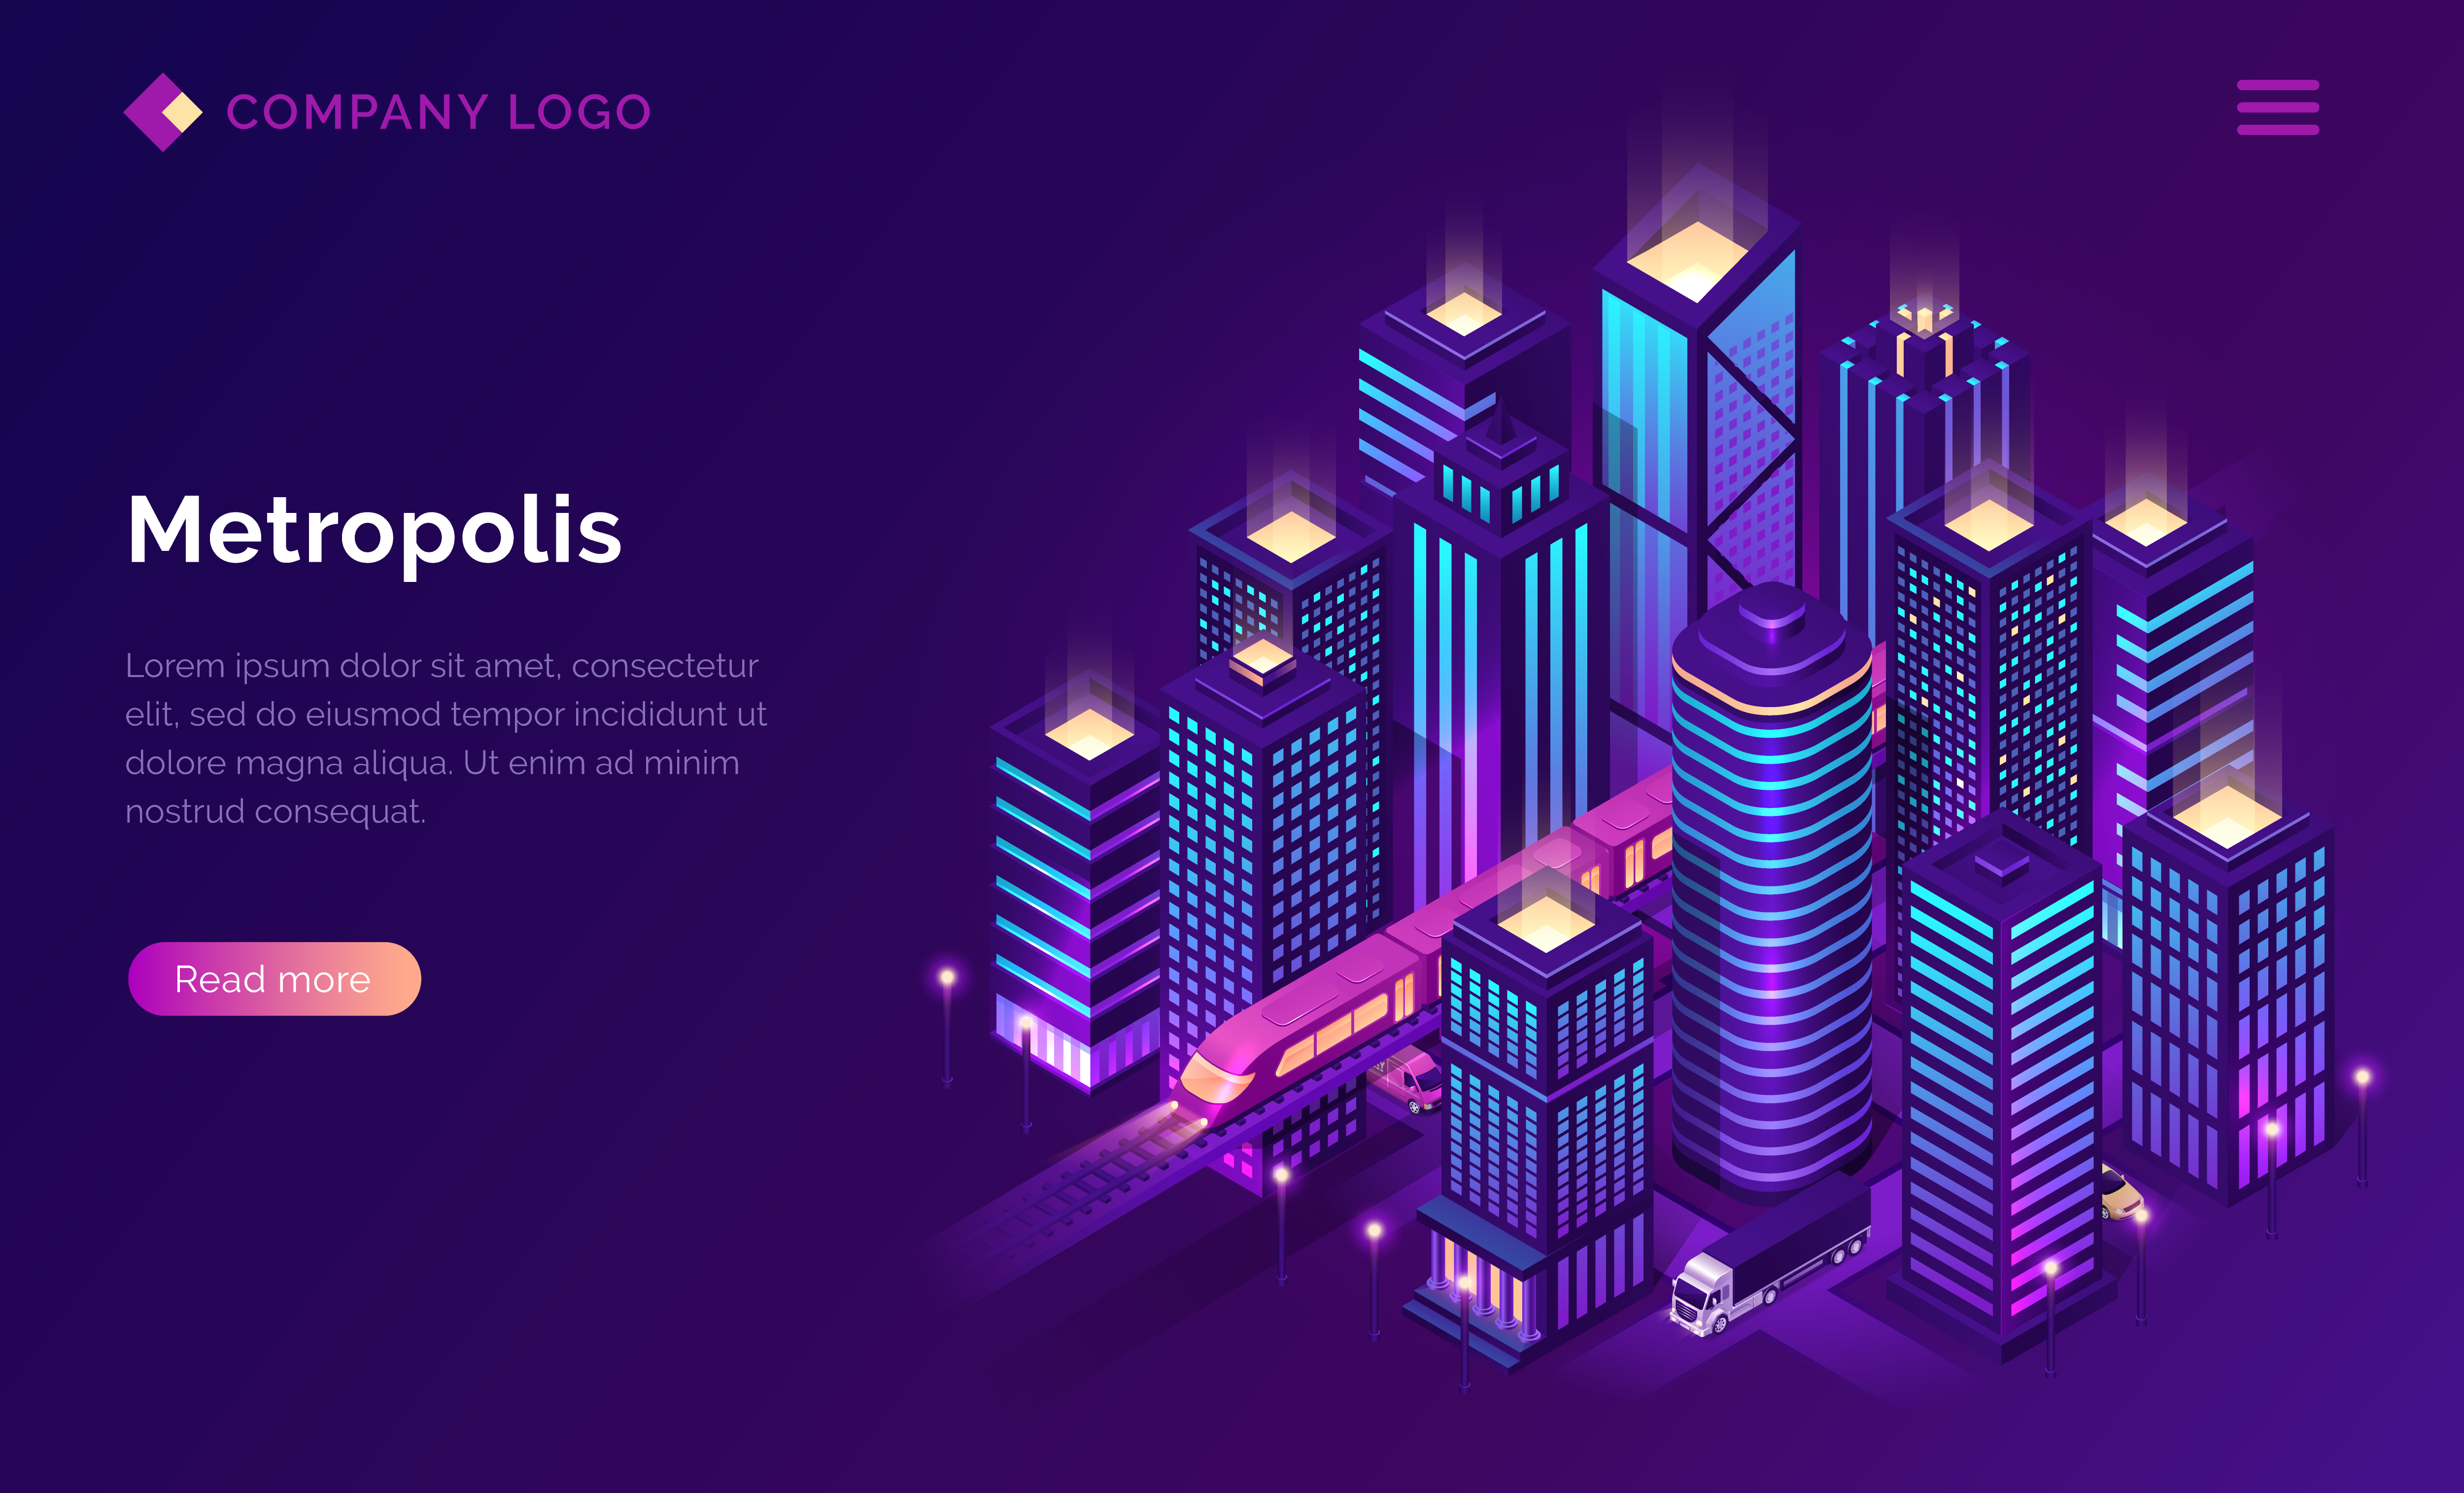 COMPANY LOGO
Metropolis
Lorem ipsum dolor sit amet, consectetur
elit, sed do eiusmod tempor incididunt ut
dolore magna aliqua. Ut enim ad minim
nostrud consequat.
Read more